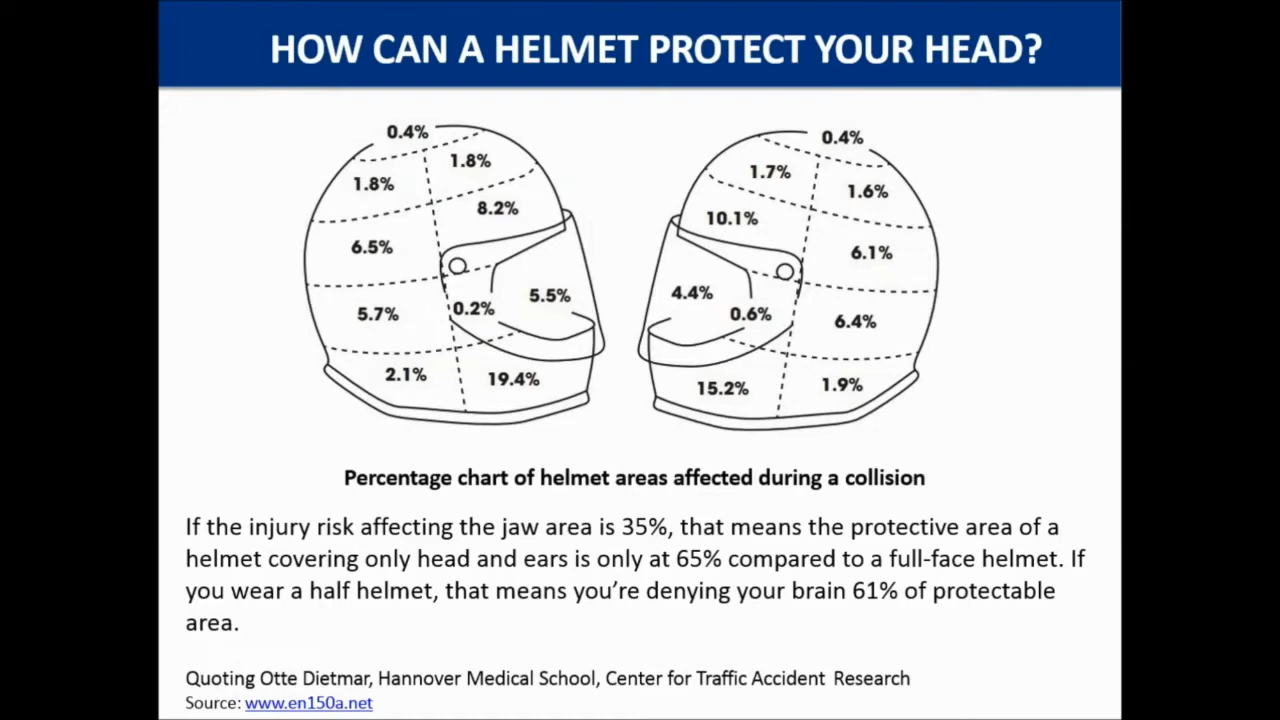 HOW CAN A HELMET PROTECT YOUR HEAD?
0.4%
1.8%
1.8%
8.2%
6.5%
5.5%
0.2%
5.7%
2.1%
19.4%
0.4%
1.7%
1.6%
10.1%
6.1%
4.4%
0.6%
6.4%
15.2%
1.9%
Percentage chart of helmet areas affected during a collision
If the injury risk affecting the jaw area is 35%, that means the protective area of a
helmet covering only head and ears is only at 65% compared to a full-face helmet. If
you wear a half helmet, that means you’re denying your brain 61% of protectable
area.
Quoting Otte Dietmar, Hannover Medical School, Center for Traffic Accident Research
Source: www.en150a.net